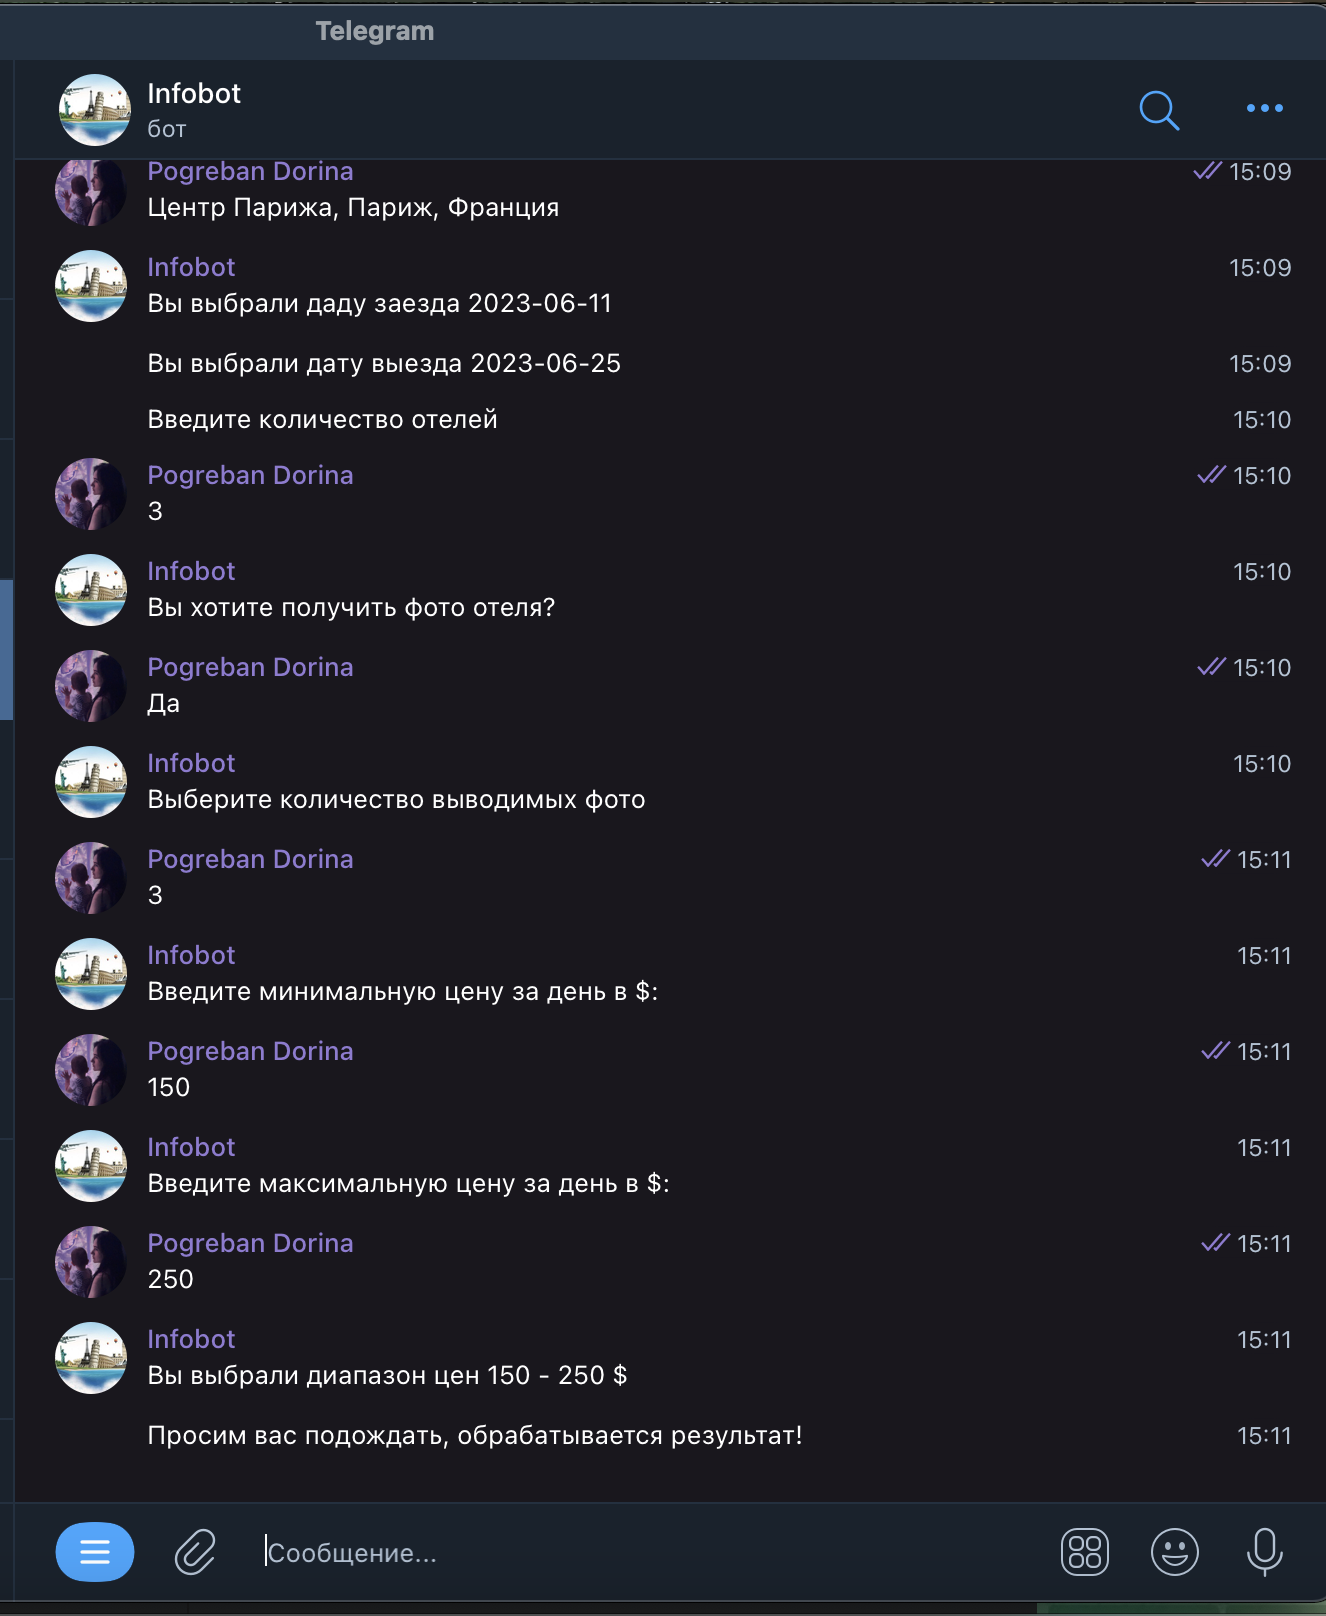 Telegram
Infobot
бот
Pogreban Dorina 15:09
Центр Парижа, Париж, Франция
Infobot 15:09
Вы выбрали даду заезда 2023-06-11
Вы выбрали дату выезда 2023-06-25 15:09
Введите количество отелей 15:10
Pogreban Dorina 15:10
3
Infobot 15:10
Вы хотите получить фото отеля?
Pogreban Dorina 15:10
Да
Infobot 15:10
Выберите количество выводимых фото
Pogreban Dorina 15:11
3
Infobot 15:11
Введите минимальную цену за день в $:
Pogreban Dorina 15:11
150
Infobot 15:11
Введите максимальную цену за день в $:
Pogreban Dorina 15:11
250
Infobot 15:11
Вы выбрали диапазон цен 150 - 250 $
Просим вас подождать, обрабатывается результат! 15:11
Сообщение...